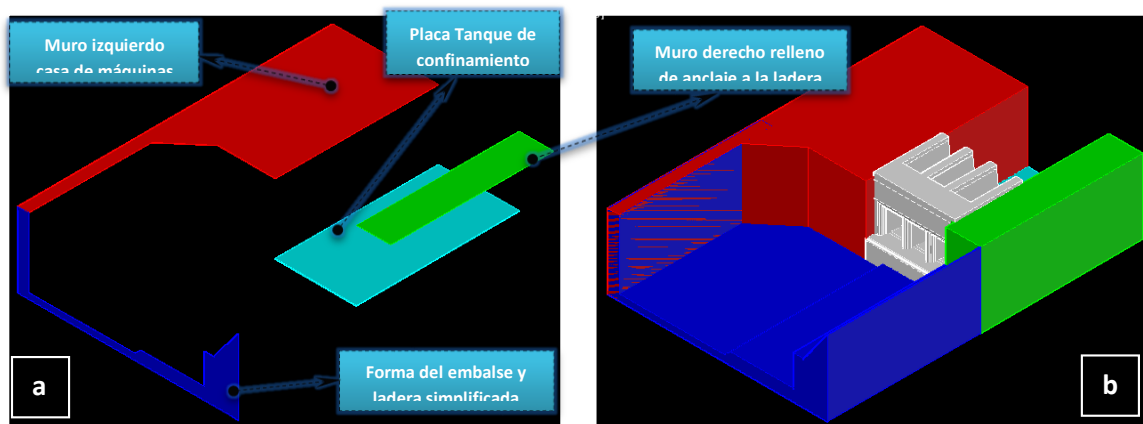 Muro izquierdo
casa de máquinas
Placa Tanque de
confinamiento
Muro derecho relleno
de anclaje a la ladera
Forma del embalse y
ladera simplificada
a
b